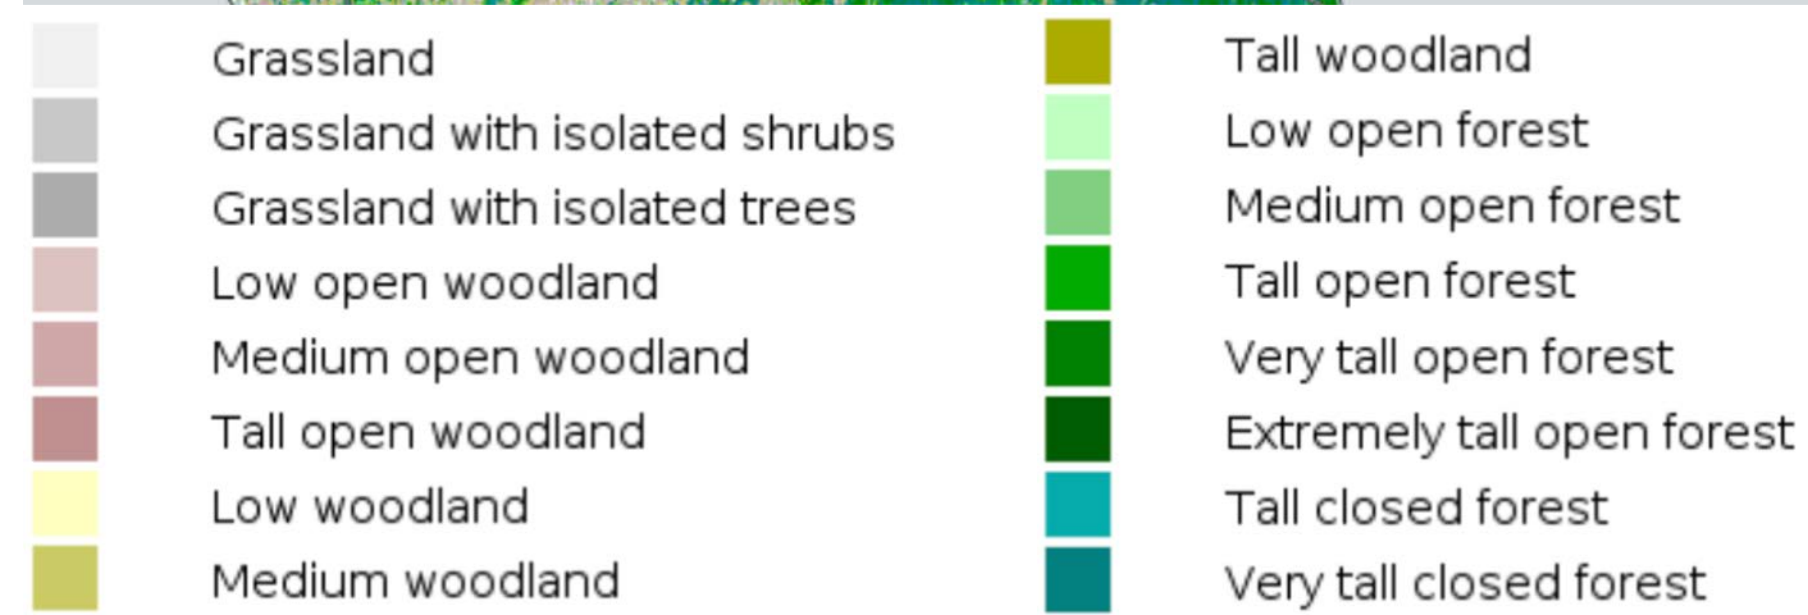 Grassland
Grassland with isolated shrubs
Grassland with isolated trees
Low open woodland
Medium open woodland
Tall open woodland
Low woodland
Medium woodland
Tall woodland
Low open forest
Medium open forest
Tall open forest
Very tall open forest
Extremely tall open forest
Tall closed forest
Very tall closed forest